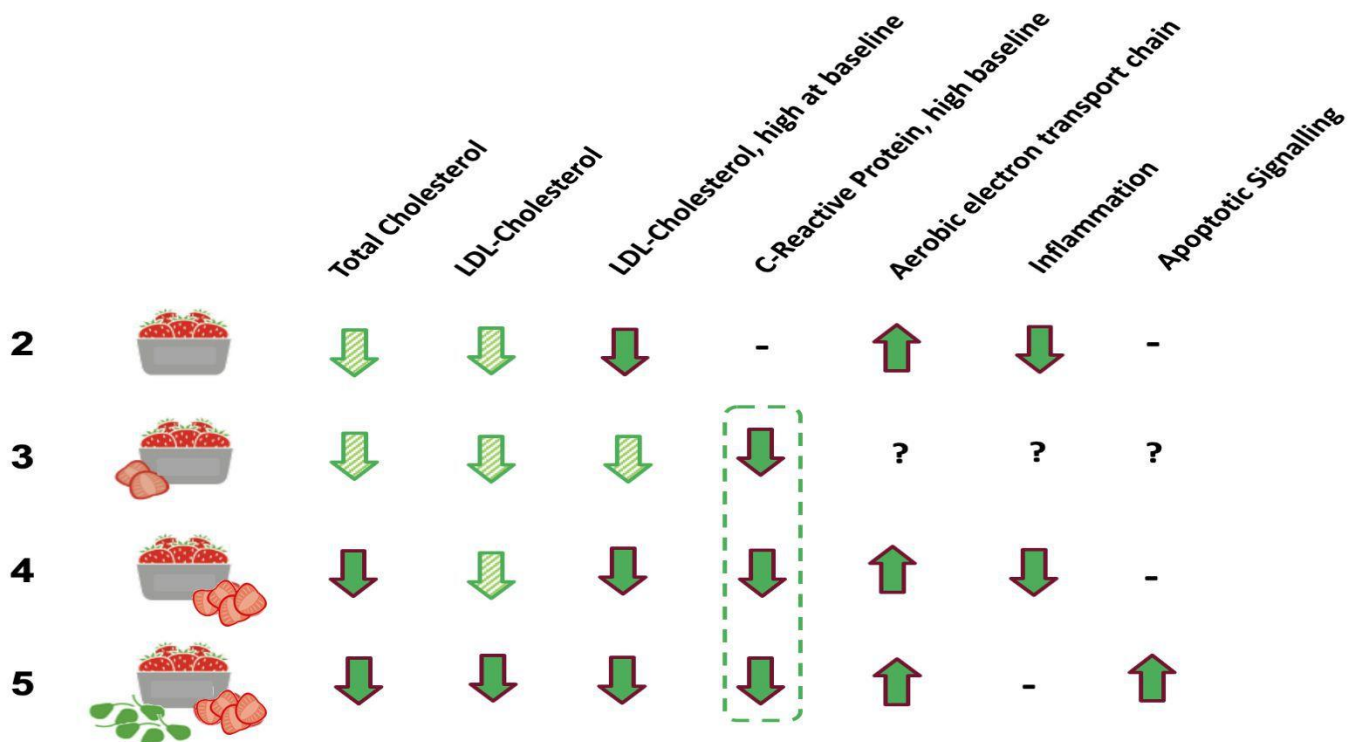 Total Cholesterol
LDL-Cholesterol
LDL-Cholesterol, high at baseline
C-Reactive Protein, high baseline
Aerobic electron transport chain
Inflammation
Apoptotic Signalling
2 - -
3 ? ? ?
4 -
5 -